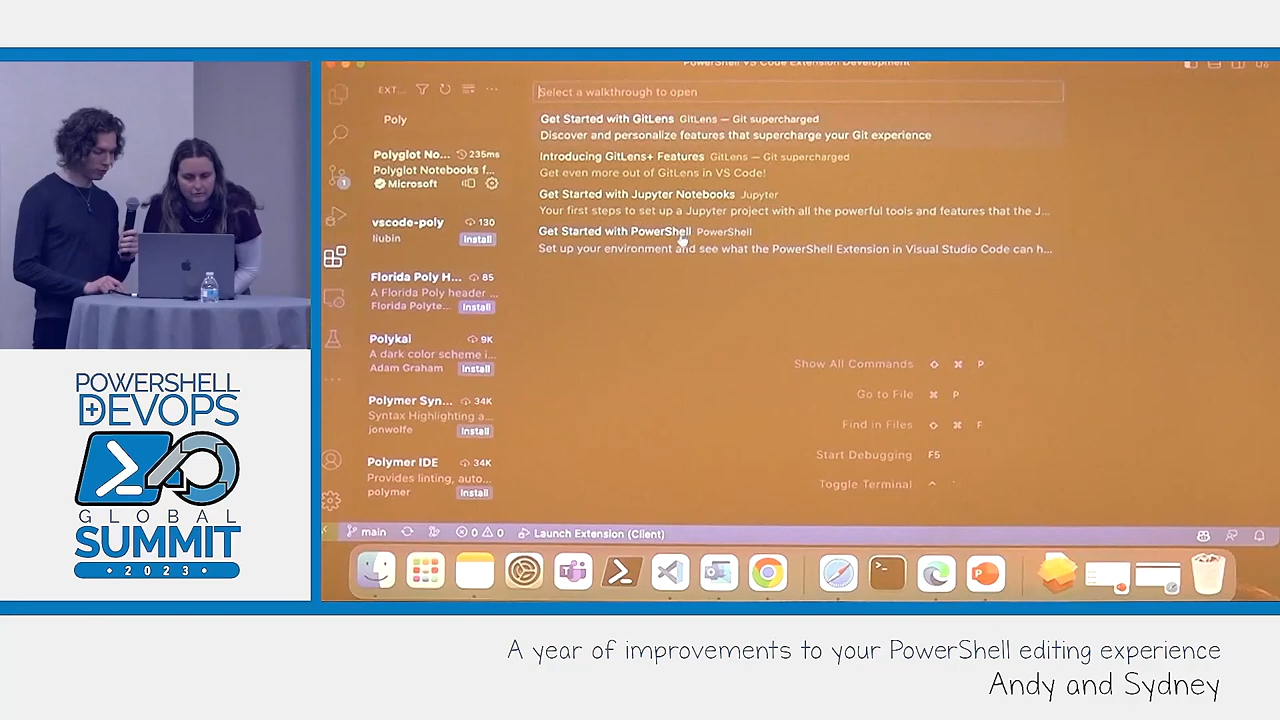 PowerShell VS Code Extension Development
EXT...
Select a walkthrough to open
Poly
Get Started with GitLens GitLens — Git supercharged
Discover and personalize features that supercharge your Git experience
Polyglot No... 235ms
Polyglot Notebooks f...
Microsoft
Introducing GitLens+ Features GitLens — Git supercharged
Get even more out of GitLens in VS Code!
1
Get Started with Jupyter Notebooks Jupyter
Your first steps to set up a Jupyter project with all the powerful tools and features that the J...
vscode-poly 130
liubin Install
Get Started with PowerShell PowerShell
Set up your environment and see what the PowerShell Extension in Visual Studio Code can h...
Florida Poly H... 85
A Florida Poly header ...
Florida Polyte... Install
Polykai 9K
A dark color scheme i...
Adam Graham Install
Polymer Syn... 34K
Syntax Highlighting a...
jonwolfe Install
Polymer IDE 34K
Provides linting, auto...
polymer Install
Show All Commands ⇧ ⌘ P
Go to File ⌘ P
Find in Files ⇧ ⌘ F
Start Debugging F5
Toggle Terminal ⌃ `
main 0 0 Launch Extension (Client)
POWERSHELL
+DEVOPS
GLOBAL
SUMMIT
• 2023 •
A year of improvements to your PowerShell editing experience
Andy and Sydney